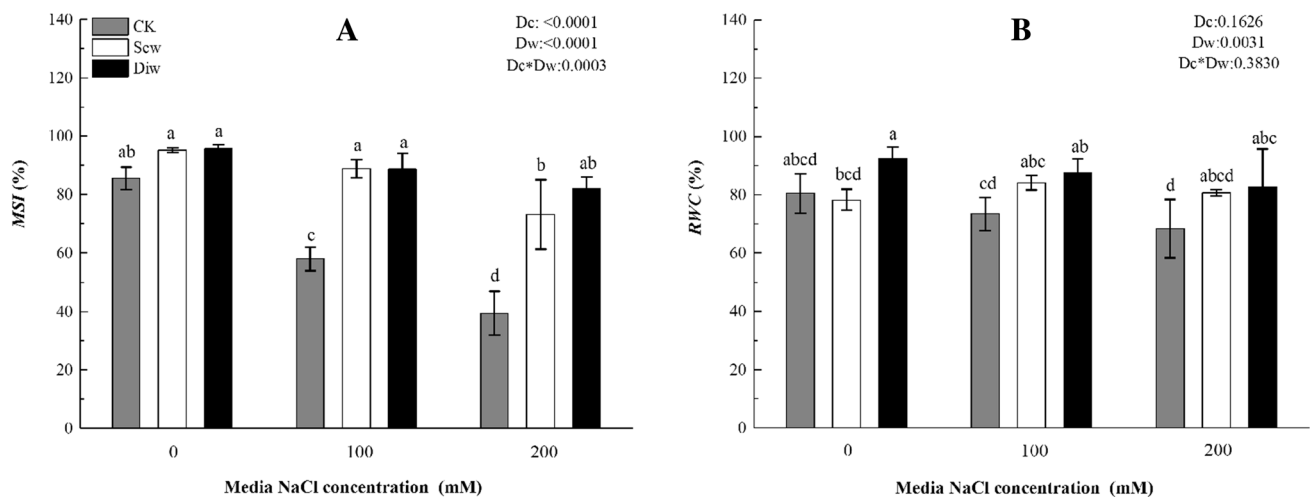 A
CK
Scw
Diw
Dc: <0.0001
Dw:<0.0001
Dc*Dw:0.0003
MSI (%)
140
120
100
80
60
40
20
0
ab
a
a
c
a
a
d
b
ab
0
100
200
Media NaCl concentration (mM)
B
Dc:0.1626
Dw:0.0031
Dc*Dw:0.3830
RWC (%)
140
120
100
80
60
40
20
0
abcd
bcd
a
cd
abc
ab
d
abcd
abc
0
100
200
Media NaCl concentration (mM)